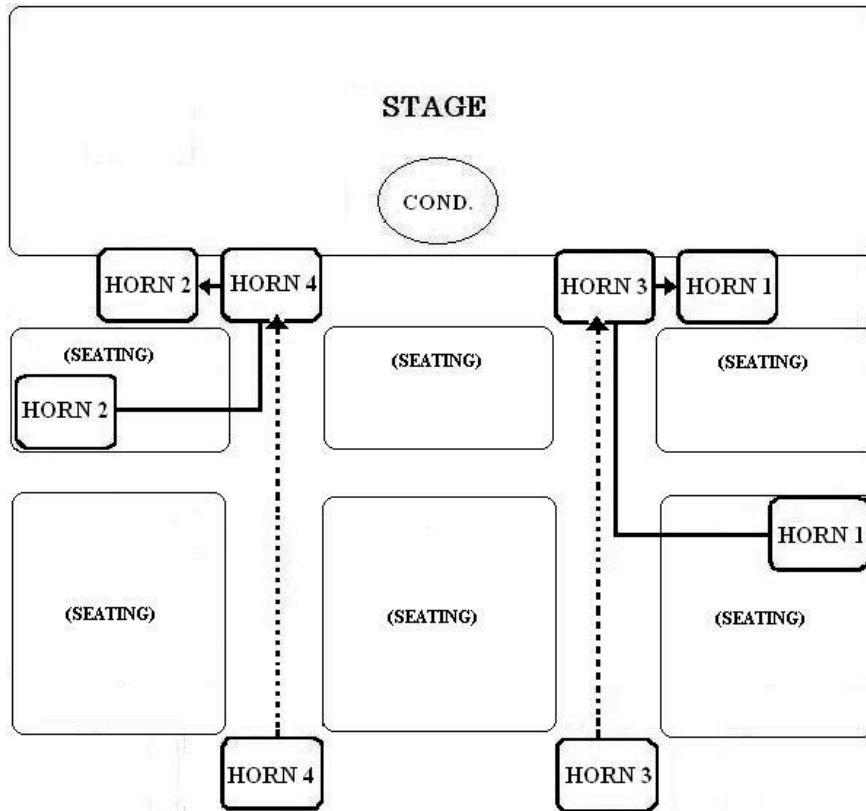 STAGE
COND.
HORN 2
HORN 4
HORN 3
HORN 1
(SEATING)
(SEATING)
(SEATING)
HORN 2
HORN 1
(SEATING)
(SEATING)
(SEATING)
HORN 4
HORN 3